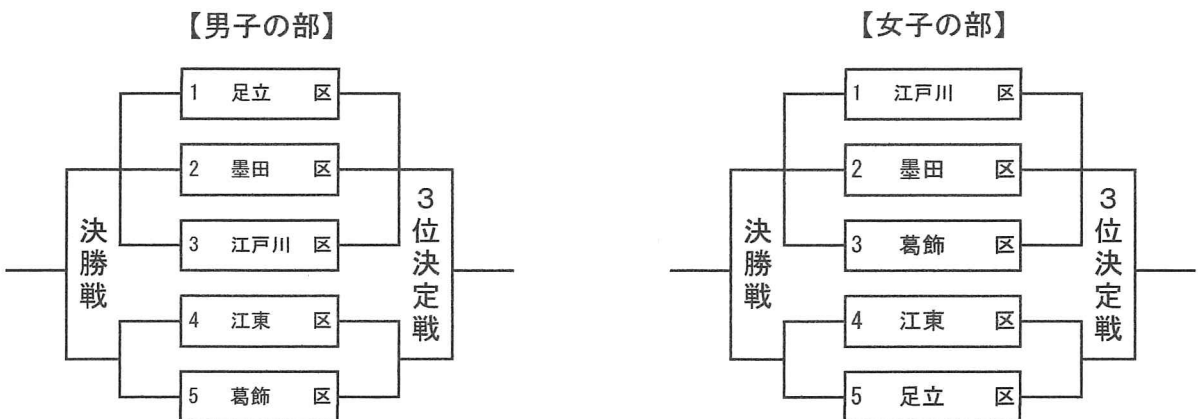 【男子の部】
1 足立 区
2 墨田 区
3 江戸川 区
4 江東 区
5 葛飾 区
決勝戦
3位決定戦
【女子の部】
1 江戸川 区
2 墨田 区
3 葛飾 区
4 江東 区
5 足立 区
決勝戦
3位決定戦